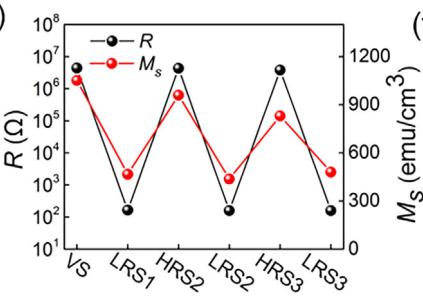 )
(
10⁸
10⁷
10⁶
10⁵
10⁴
10³
10²
10¹
R (Ω)
R
Mₛ
1200
900
600
300
0
Mₛ (emu/cm³)
VS
LRS1
HRS2
LRS2
HRS3
LRS3